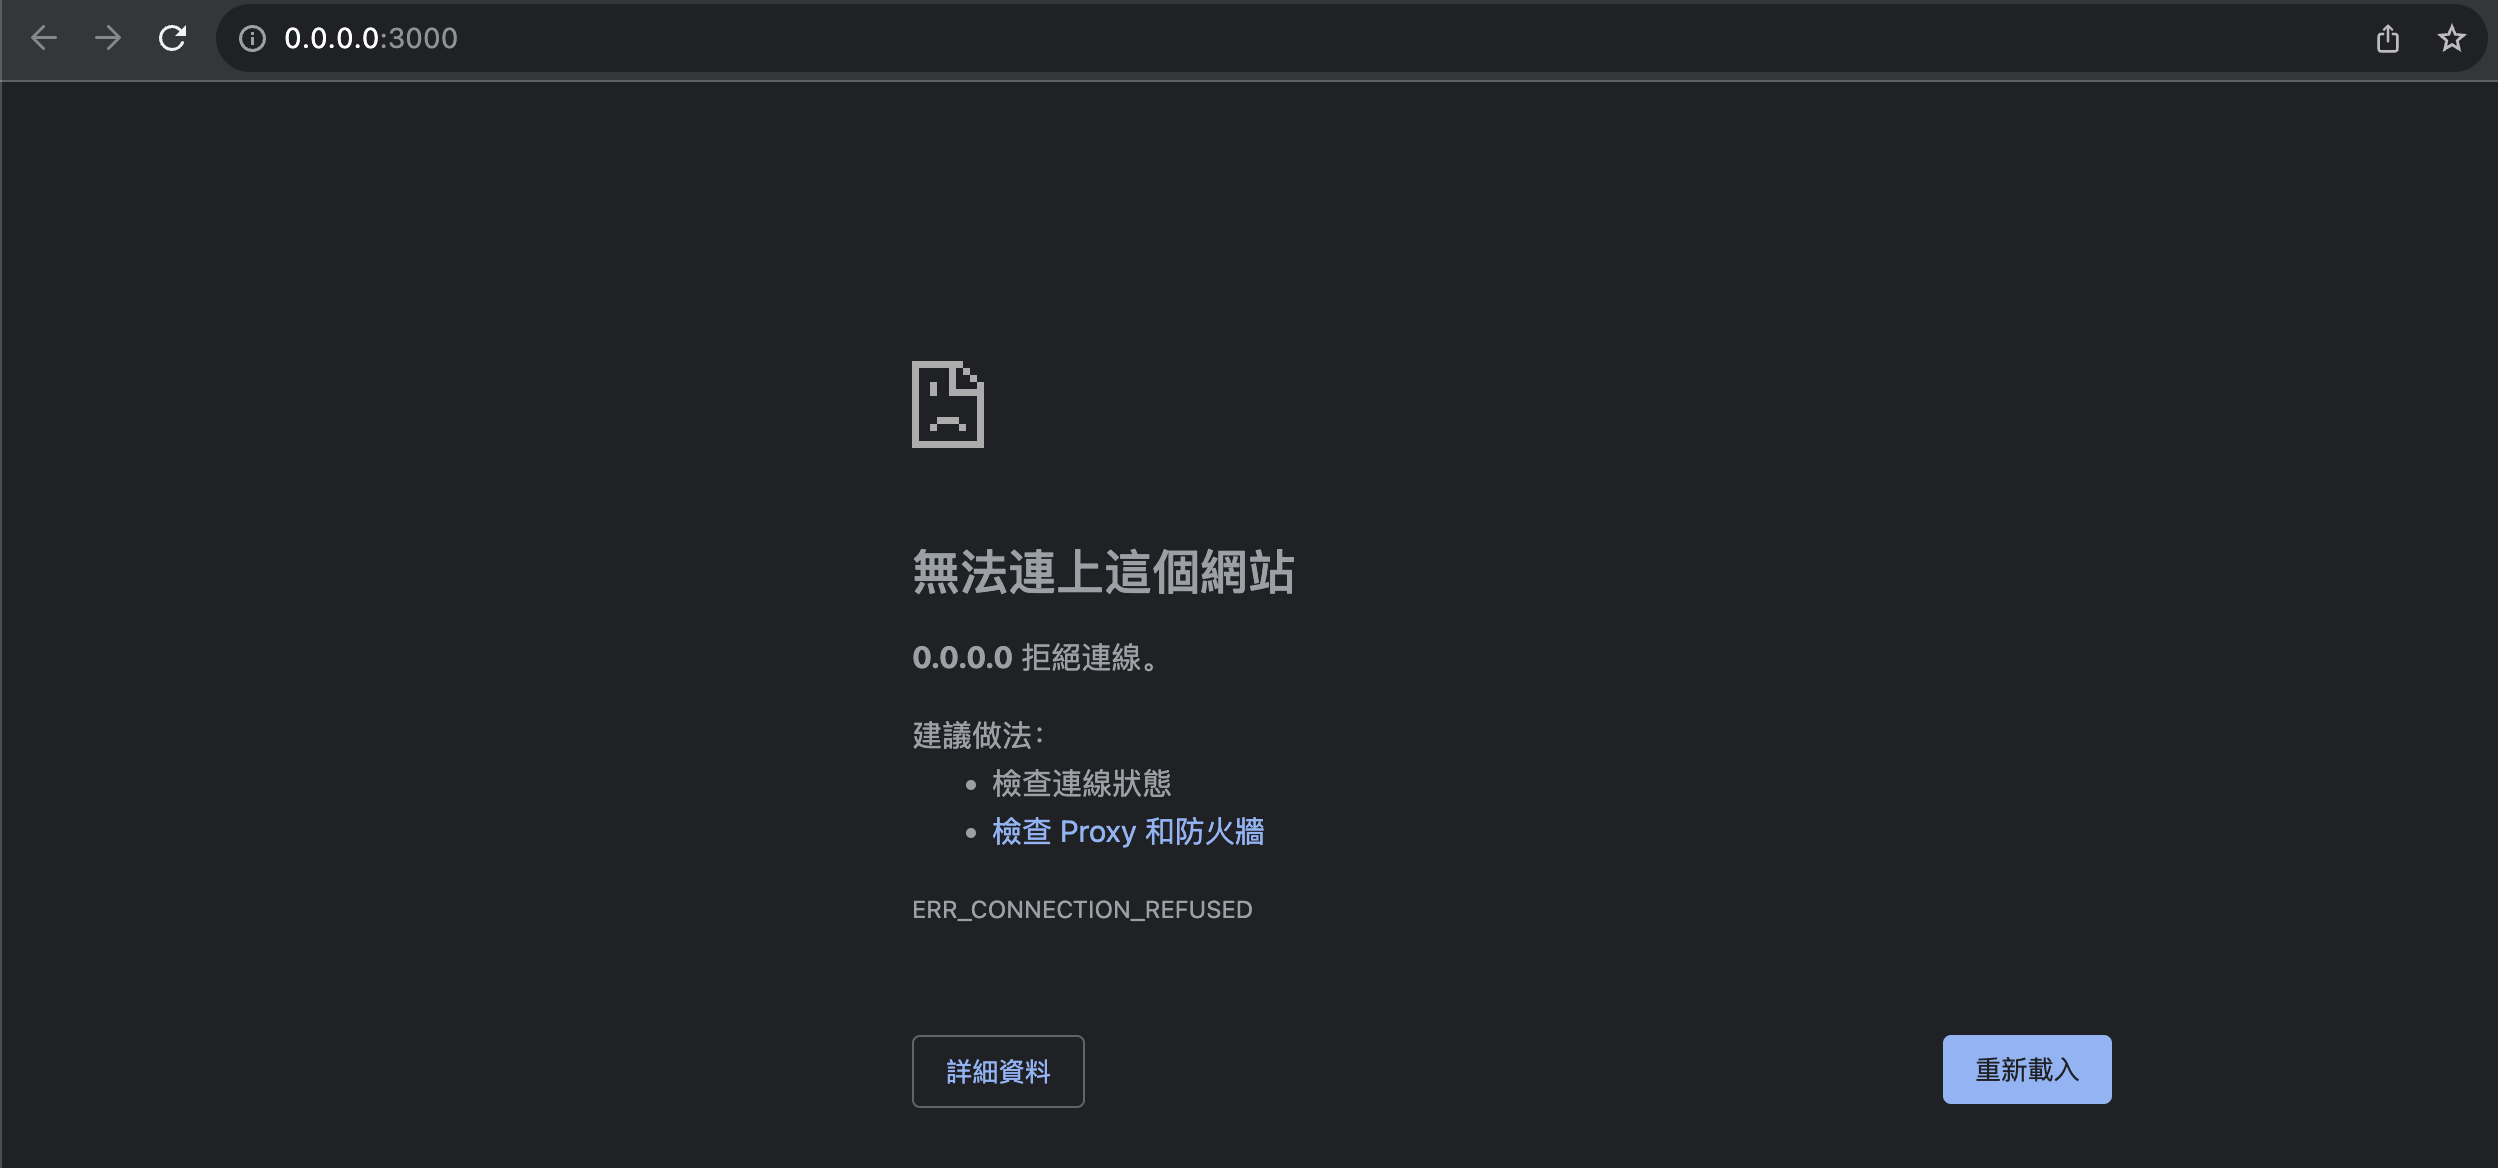 0.0.0.0:3000
無法連上這個網站
0.0.0.0 拒絕連線。
建議做法：
檢查連線狀態
檢查 Proxy 和防火牆
ERR_CONNECTION_REFUSED
詳細資料
重新載入